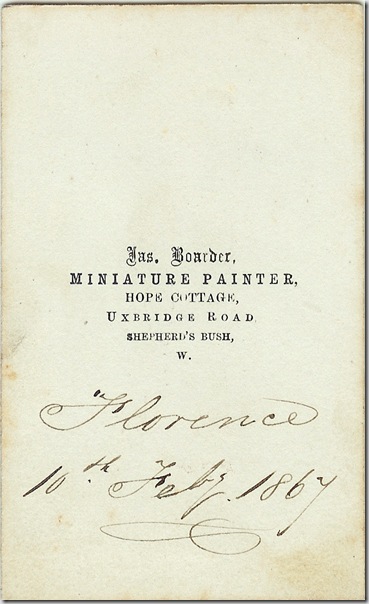 Jas. Boarder,
MINIATURE PAINTER,
HOPE COTTAGE,
UXBRIDGE ROAD
SHEPHERD'S BUSH,
W.
Florence
10th Feby. 1867